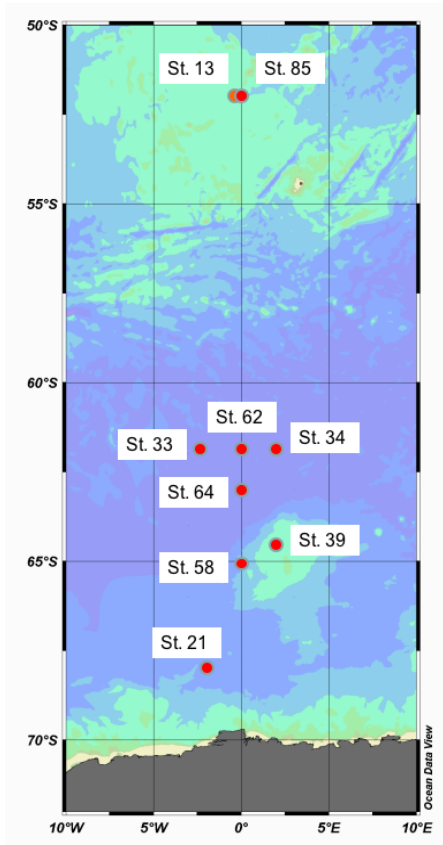 50°S
St. 13 St. 85
55°S
60°S
St. 62
St. 33 St. 34
St. 64
St. 39
65°S
St. 58
St. 21
70°S
Ocean Data View
10°W 5°W 0° 5°E 10°E